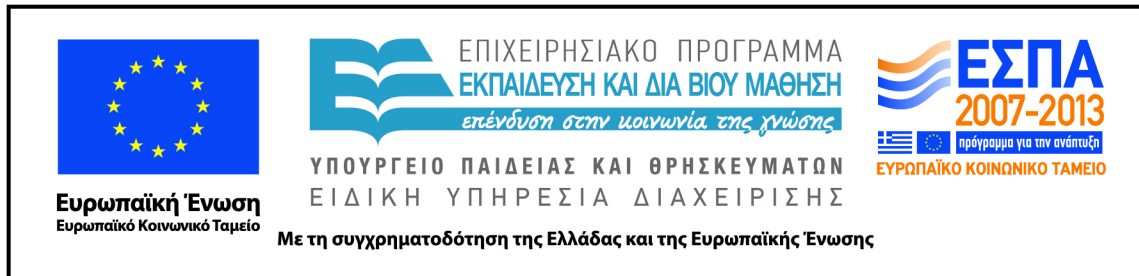 Ευρωπαϊκή Ένωση
Ευρωπαϊκό Κοινωνικό Ταμείο
ΕΠΙΧΕΙΡΗΣΙΑΚΟ ΠΡΟΓΡΑΜΜΑ
ΕΚΠΑΙΔΕΥΣΗ ΚΑΙ ΔΙΑ ΒΙΟΥ ΜΑΘΗΣΗ
επένδυση στην κοινωνία της γνώσης
ΥΠΟΥΡΓΕΙΟ ΠΑΙΔΕΙΑΣ ΚΑΙ ΘΡΗΣΚΕΥΜΑΤΩΝ
ΕΙΔΙΚΗ ΥΠΗΡΕΣΙΑ ΔΙΑΧΕΙΡΙΣΗΣ
ΕΣΠΑ
2007-2013
πρόγραμμα για την ανάπτυξη
ΕΥΡΩΠΑΪΚΟ ΚΟΙΝΩΝΙΚΟ ΤΑΜΕΙΟ
Με τη συγχρηματοδότηση της Ελλάδας και της Ευρωπαϊκής Ένωσης